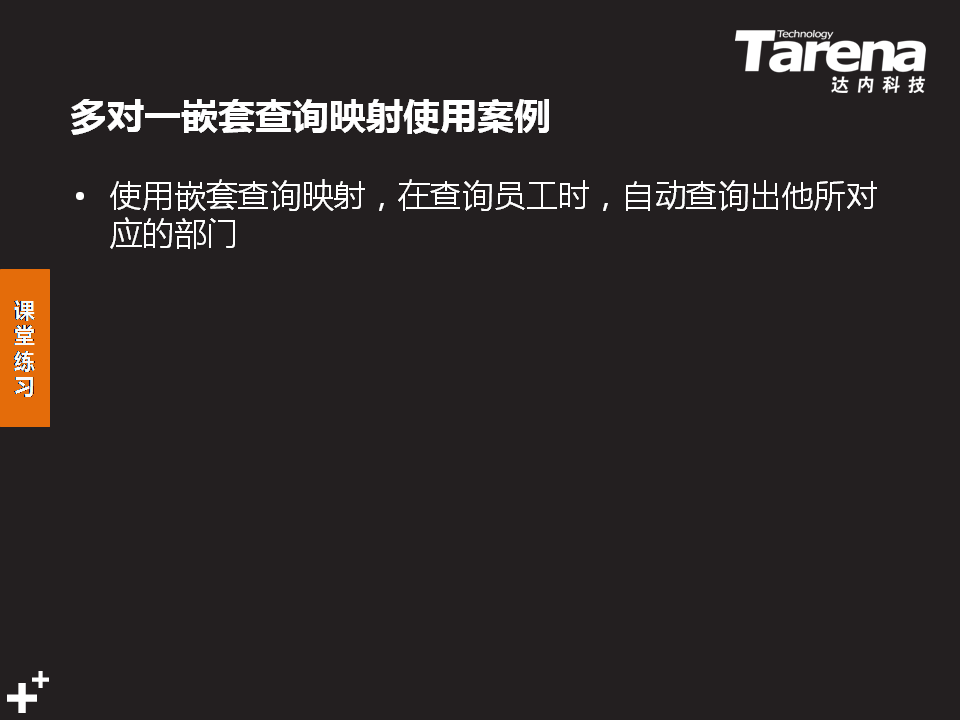 Technology
Tarena
达内科技
多对一嵌套查询映射使用案例
• 使用嵌套查询映射，在查询员工时，自动查询出他所对
应的部门
课
堂
练
习